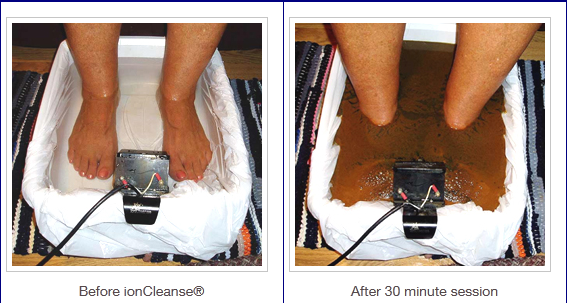 Before ionCleanse®
After 30 minute session